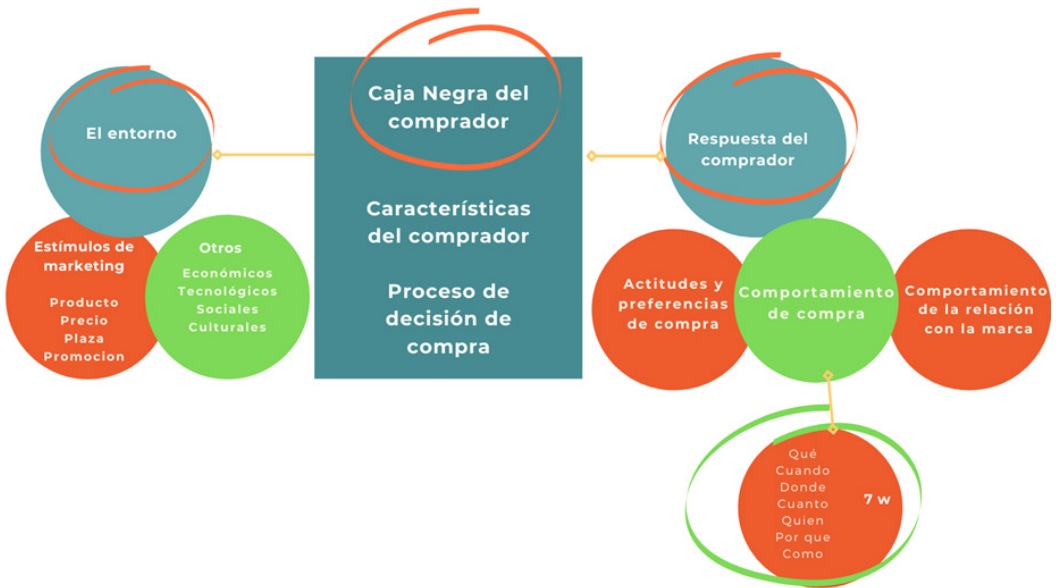 El entorno
Estímulos de
marketing
Producto
Precio
Plaza
Promocion
Otros
Económicos
Tecnológicos
Sociales
Culturales
Caja Negra del
comprador
Características
del comprador
Proceso de
decisión de
compra
Respuesta del
comprador
Actitudes y
preferencias
de compra
Comportamiento
de compra
Comportamiento
de la relación
con la marca
Qué
Cuando
Donde
Cuanto
Quien
Por que
Como
7 w